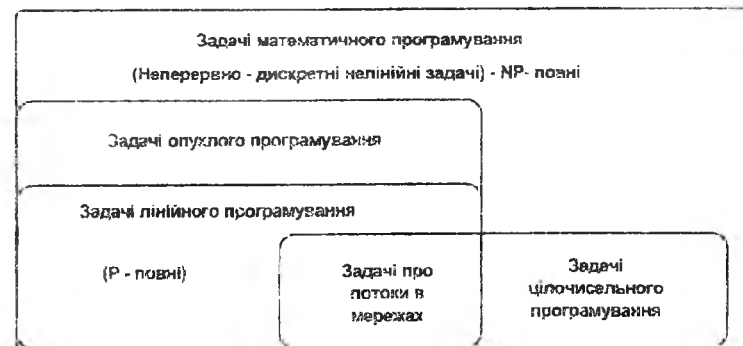 Задачі математичного програмування
(Неперервно - дискретні нелінійні задачі) - NP- повні
Задачі опуклого програмування
Задачі лінійного програмування
(Р - повні)
Задачі про
потоки в
мережах
Задачі
цілочисельного
програмування